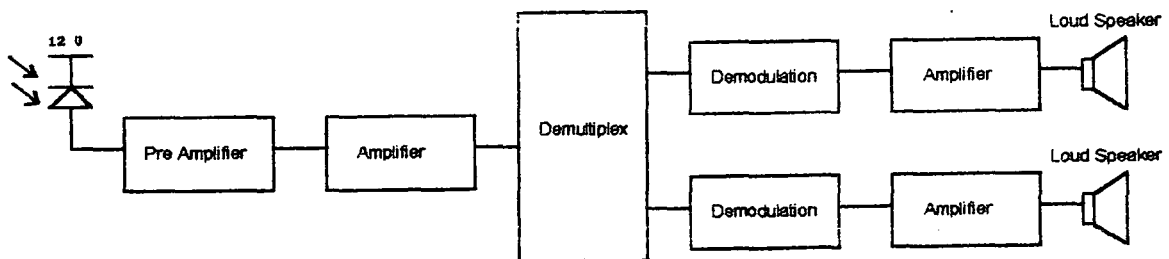 Loud Speaker
12 V
Demodulation
Amplifier
Demultiplex
Pre Amplifier
Amplifier
Loud Speaker
Demodulation
Amplifier